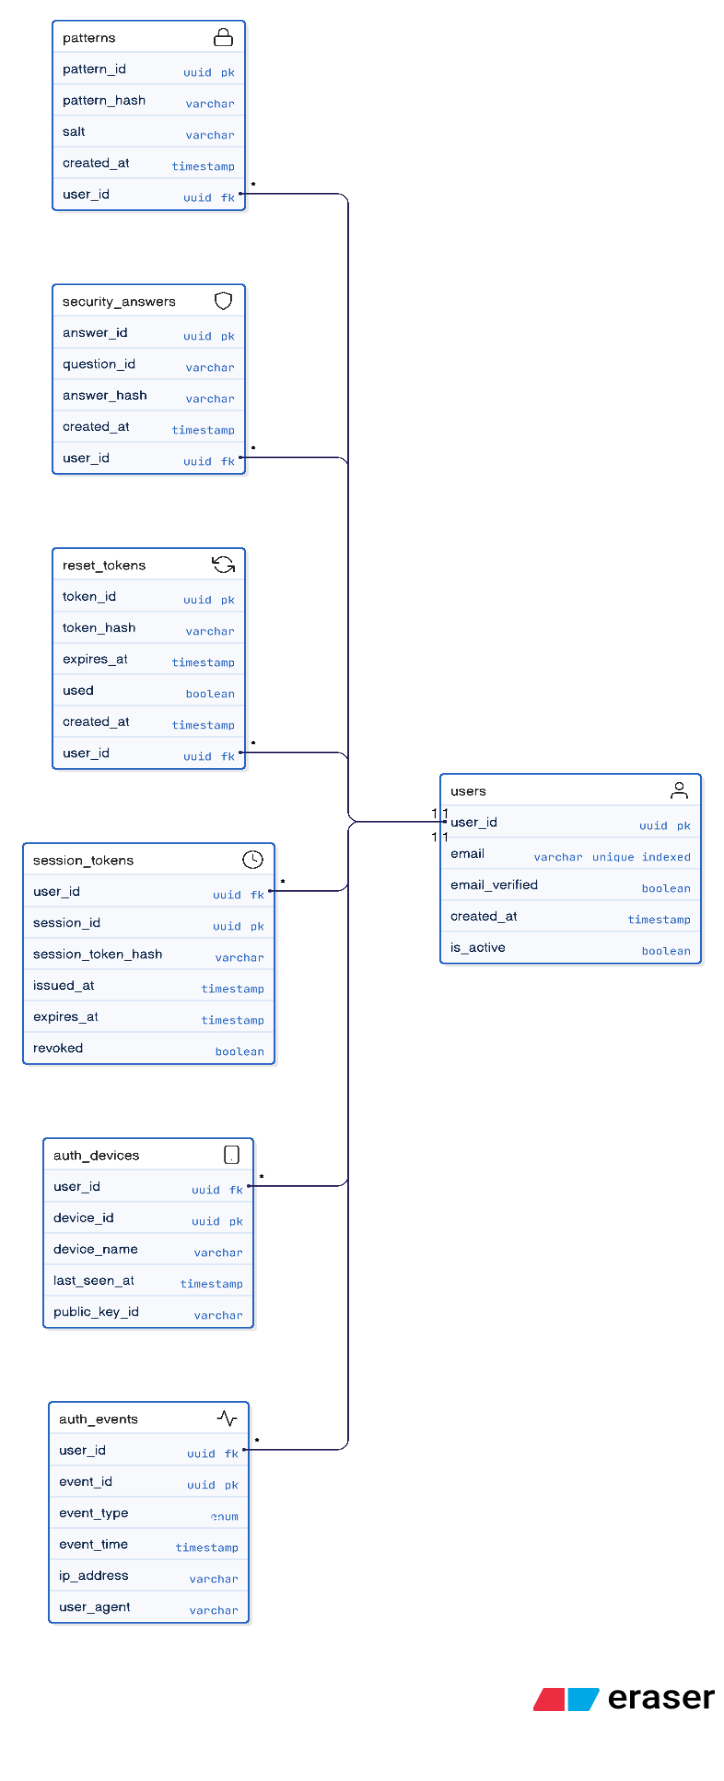 patterns
pattern_id uuid pk
pattern_hash varchar
salt varchar
created_at timestamp
user_id uuid fk
*
security_answers
answer_id uuid pk
question_id varchar
answer_hash varchar
created_at timestamp
user_id uuid fk
*
reset_tokens
token_id uuid pk
token_hash varchar
expires_at timestamp
used boolean
created_at timestamp
user_id uuid fk
*
users
1 1
user_id uuid pk
1 1
email varchar unique indexed
email_verified boolean
created_at timestamp
is_active boolean
session_tokens
user_id uuid fk
*
session_id uuid pk
session_token_hash varchar
issued_at timestamp
expires_at timestamp
revoked boolean
auth_devices
user_id uuid fk
*
device_id uuid pk
device_name varchar
last_seen_at timestamp
public_key_id varchar
auth_events
user_id uuid fk
*
event_id uuid pk
event_type enum
event_time timestamp
ip_address varchar
user_agent varchar
eraser